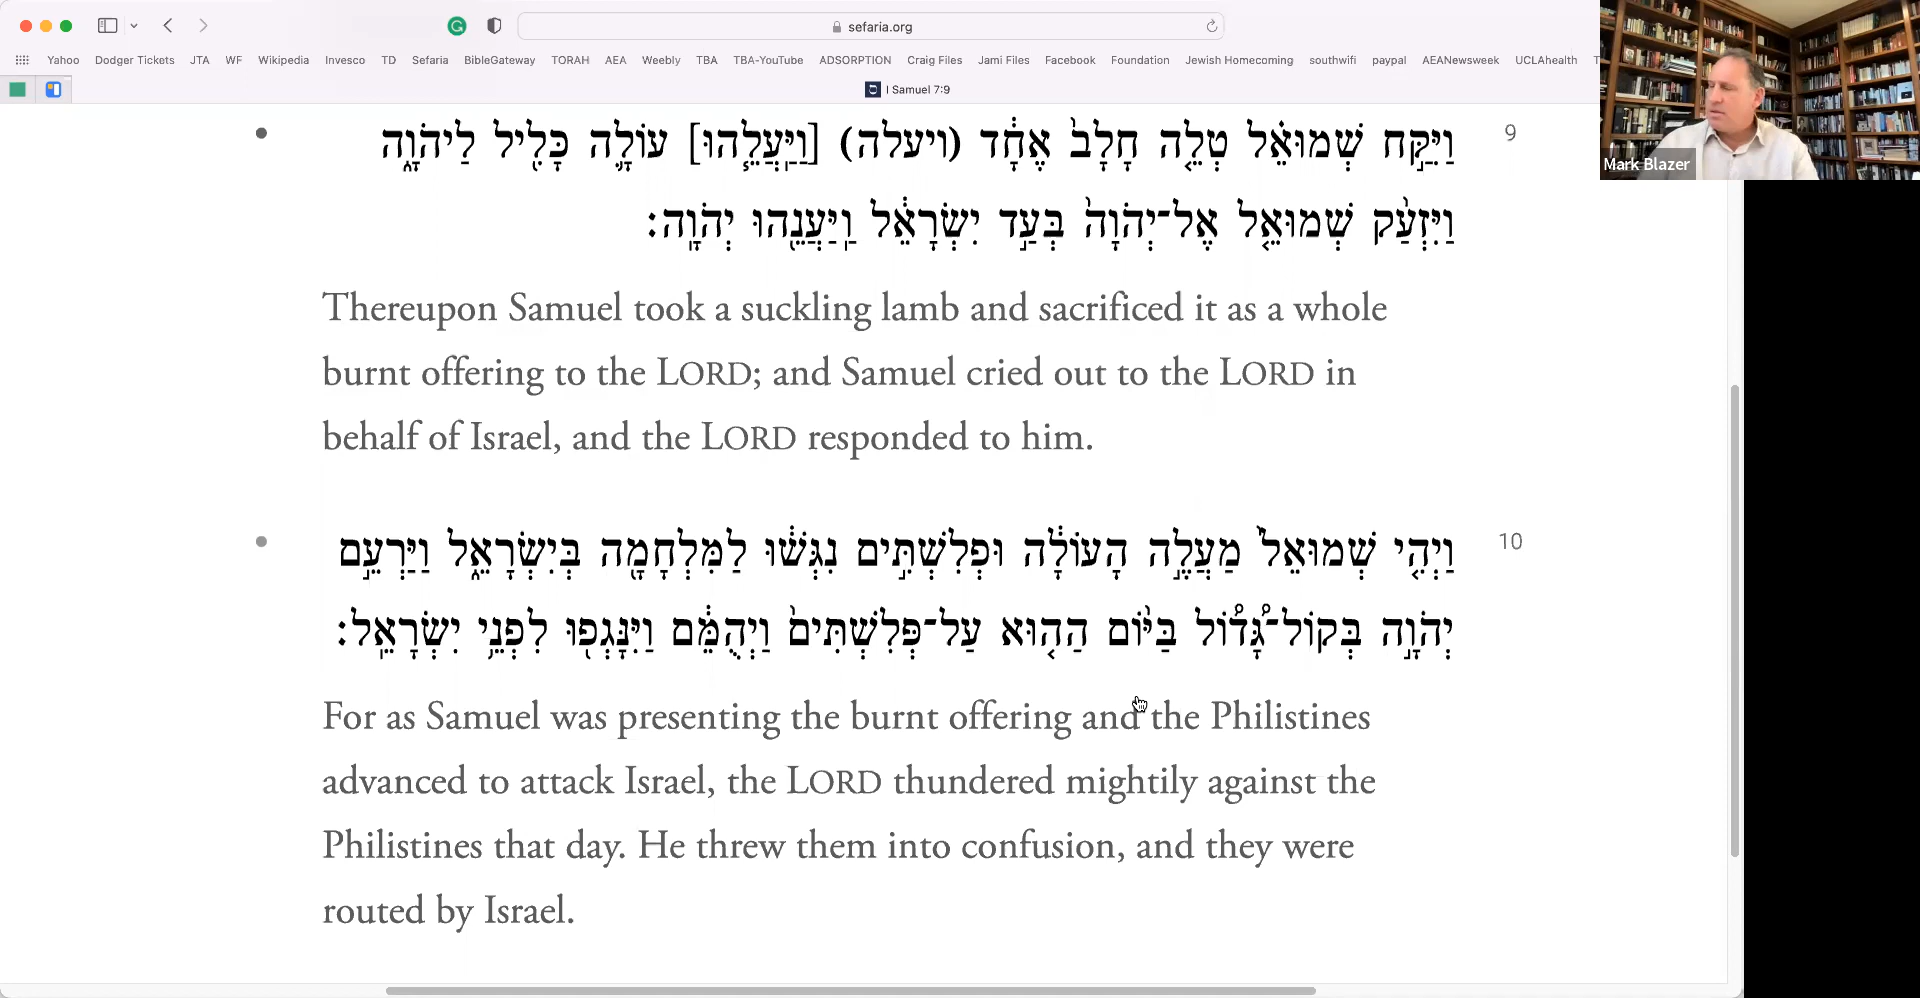 sefaria.org
Yahoo Dodger Tickets JTA WF Wikipedia Invesco TD Sefaria BibleGateway TORAH AEA Weebly TBA TBA-YouTube ADSORPTION Craig Files Jami Files Facebook Foundation Jewish Homecoming southwifi paypal AEANewsweek UCLAhealth
I Samuel 7:9
Mark Blazer
9
וַיִּקַּ֣ח שְׁמוּאֵ֗ל טְלֵ֤ה חָלָב֙ אֶחָ֔ד (ויעלה) [וַיַּעֲלֵ֧הוּ] עוֹלָ֛ה כָּלִ֖יל לַיהֹוָ֑ה
וַיִּזְעַ֨ק שְׁמוּאֵ֤ל אֶל־יְהֹוָה֙ בְּעַ֣ד יִשְׂרָאֵ֔ל וַֽיַּעֲנֵ֖הוּ יְהֹוָֽה׃
Thereupon Samuel took a suckling lamb and sacrificed it as a whole
burnt offering to the LORD; and Samuel cried out to the LORD in
behalf of Israel, and the LORD responded to him.
10
וַיְהִ֤י שְׁמוּאֵל֙ מַעֲלֶ֣ה הָעוֹלָ֔ה וּפְלִשְׁתִּ֣ים נִגְּשׁ֔וּ לַמִּלְחָמָ֖ה בְּיִשְׂרָאֵ֑ל וַיַּרְעֵ֣ם
יְהֹוָ֣ה בְּקוֹל־גָּ֠ד֠וֹל בַּיּ֨וֹם הַה֤וּא עַל־פְּלִשְׁתִּים֙ וַיְהֻמֵּ֔ם וַיִּנָּגְפ֖וּ לִפְנֵ֥י יִשְׂרָאֵֽל׃
For as Samuel was presenting the burnt offering and the Philistines
advanced to attack Israel, the LORD thundered mightily against the
Philistines that day. He threw them into confusion, and they were
routed by Israel.